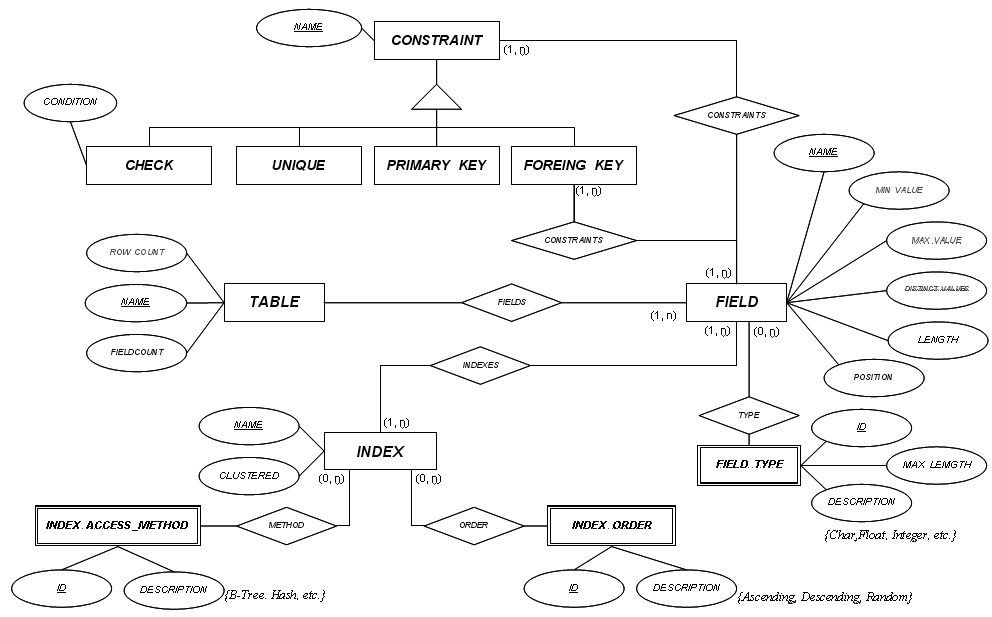 NAME
CONSTRAINT
(1, n)
CONDITION
CONSTRAINTS
NAME
CHECK
UNIQUE
PRIMARY KEY
FOREING KEY
(1, n)
MIN VALUE
CONSTRAINTS
MAX.VALUE
ROW COUNT
(1, n)
DISTINCT.VALUES
NAME
TABLE
FIELDS
FIELD
(1, n)
(1, n)
(0, n)
LENGTH
FIELDCOUNT
INDEXES
POSITION
TYPE
(1, n)
NAME
ID
INDEX
CLUSTERED
(0, n)
(0, n)
FIELD.TYPE
MAX LENGTH
DESCRIPTION
INDEX.ACCESS_METHOD
METHOD
ORDER
INDEX.ORDER
{Char,Float, Integer, etc.}
ID
DESCRIPTION
{B-Tree. Hash, etc.}
ID
DESCRIPTION
{Ascending, Descending, Random}